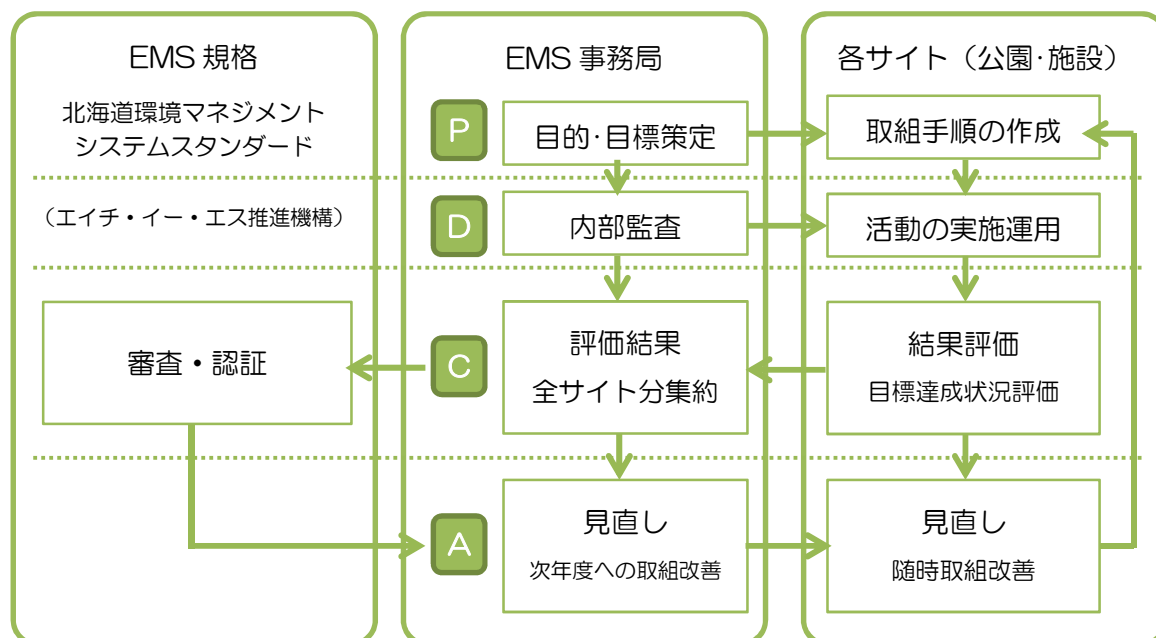 EMS 規格
北海道環境マネジメント
システムスタンダード
(エイチ・イー・エス推進機構)
審査・認証
EMS 事務局
P
目的･目標策定
D
内部監査
C
評価結果
全サイト分集約
A
見直し
次年度への取組改善
各サイト(公園･施設)
取組手順の作成
活動の実施運用
結果評価
目標達成状況評価
見直し
随時取組改善